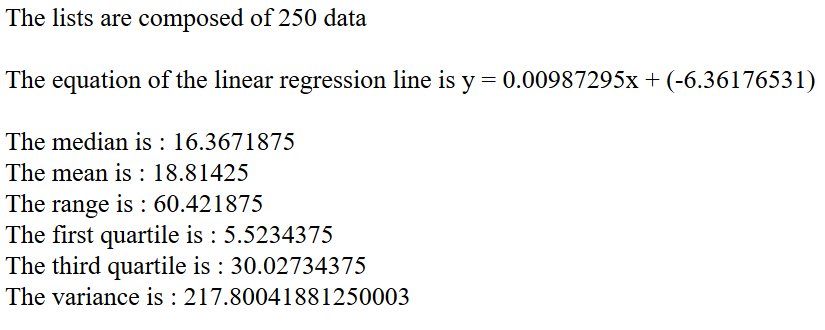 The lists are composed of 250 data
The equation of the linear regression line is y = 0.00987295x + (-6.36176531)
The median is : 16.3671875
The mean is : 18.81425
The range is : 60.421875
The first quartile is : 5.5234375
The third quartile is : 30.02734375
The variance is : 217.80041881250003